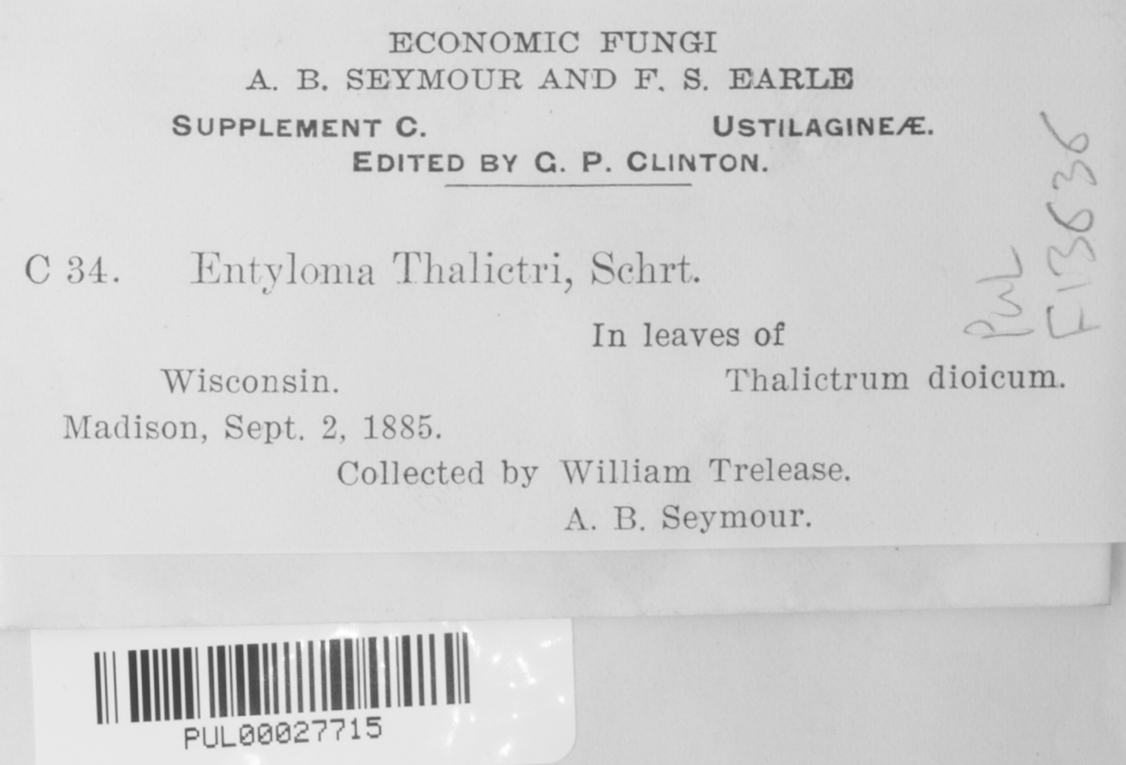 ECONOMIC FUNGI
A. B. SEYMOUR AND F. S. EARLE
SUPPLEMENT C. USTILAGINEÆ.
EDITED BY G. P. CLINTON.
C 34. Entyloma Thalictri, Schrt.
In leaves of
Wisconsin. Thalictrum dioicum.
Madison, Sept. 2, 1885.
Collected by William Trelease.
A. B. Seymour.
PUL
F13636
PUL00027715